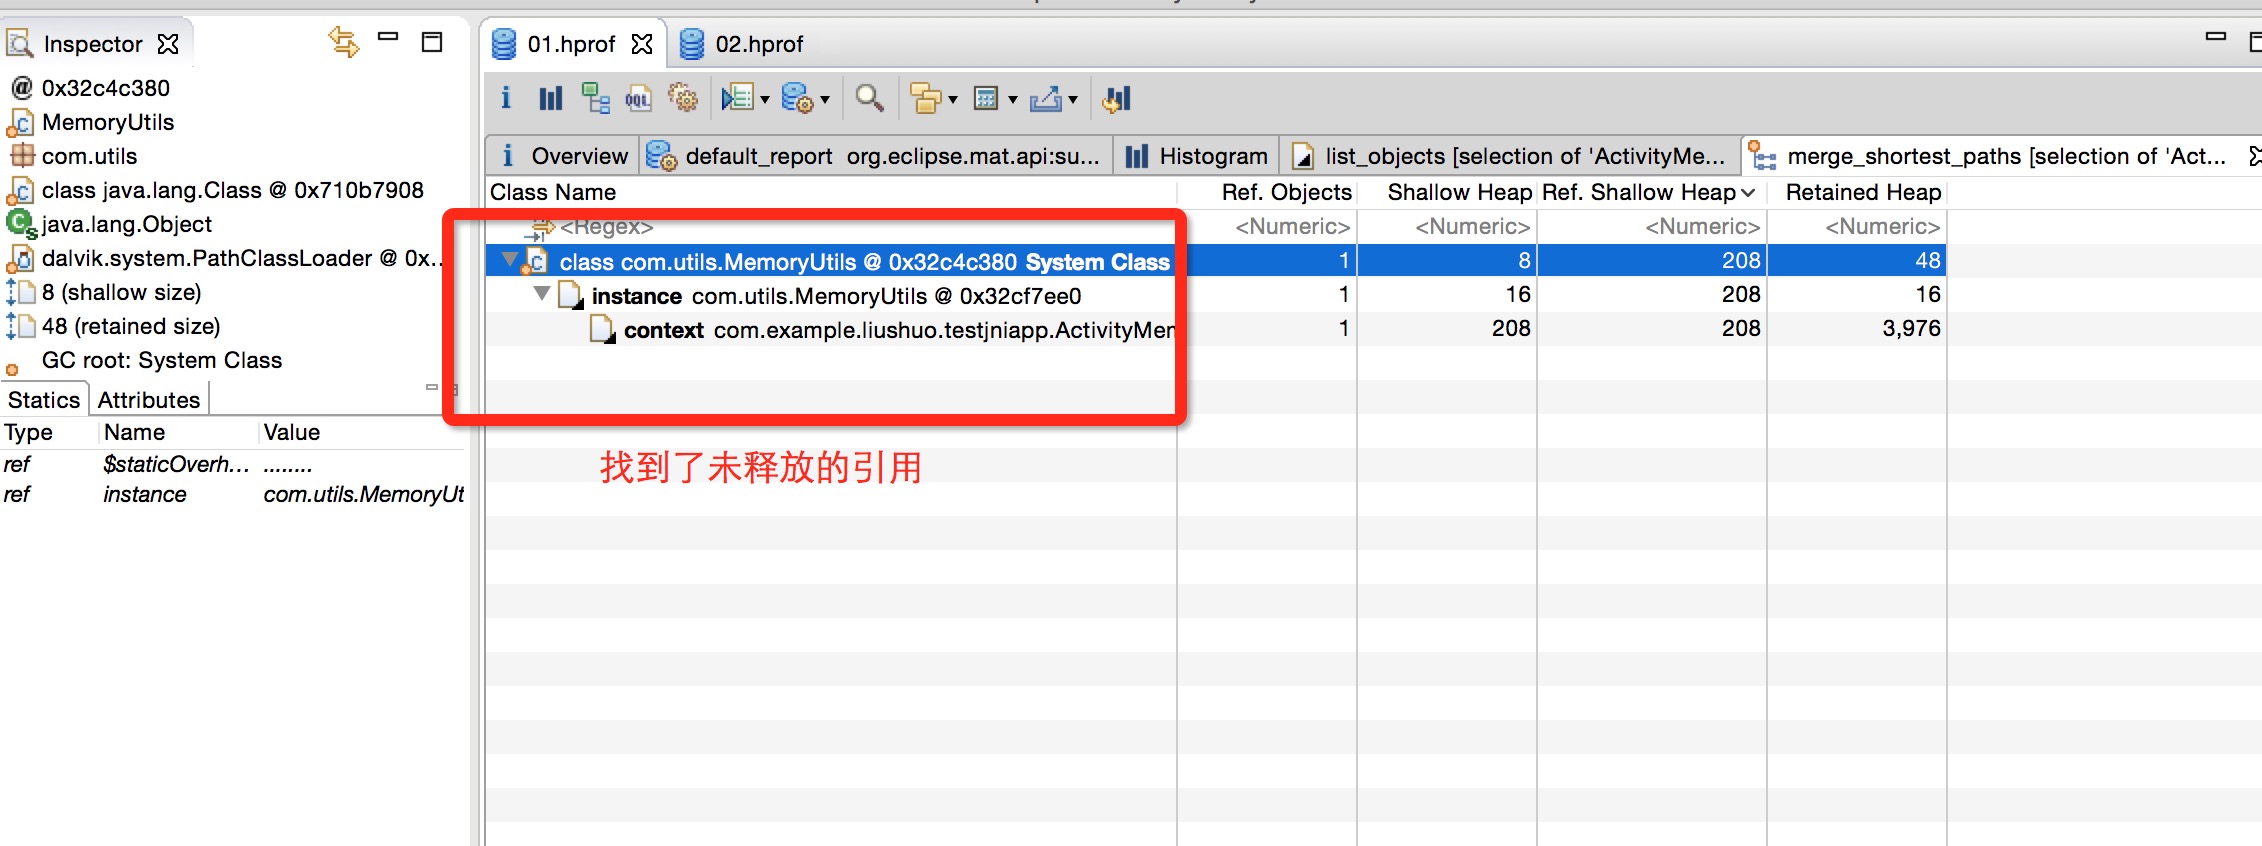 Inspector
@ 0x32c4c380
MemoryUtils
com.utils
class java.lang.Class @ 0x710b7908
java.lang.Object
dalvik.system.PathClassLoader @ 0x..
8 (shallow size)
48 (retained size)
GC root: System Class
Statics Attributes
Type Name Value
ref $staticOverh... ........
ref instance com.utils.MemoryUt
01.hprof 02.hprof
i OQL
i Overview default_report org.eclipse.mat.api:su... Histogram list_objects [selection of 'ActivityMe... merge_shortest_paths [selection of 'Act...
Class Name Ref. Objects Shallow Heap Ref. Shallow Heap Retained Heap
<Regex> <Numeric> <Numeric> <Numeric> <Numeric>
class com.utils.MemoryUtils @ 0x32c4c380 System Class 1 8 208 48
instance com.utils.MemoryUtils @ 0x32cf7ee0 1 16 208 16
context com.example.liushuo.testjniapp.ActivityMem 1 208 208 3,976
找到了未释放的引用